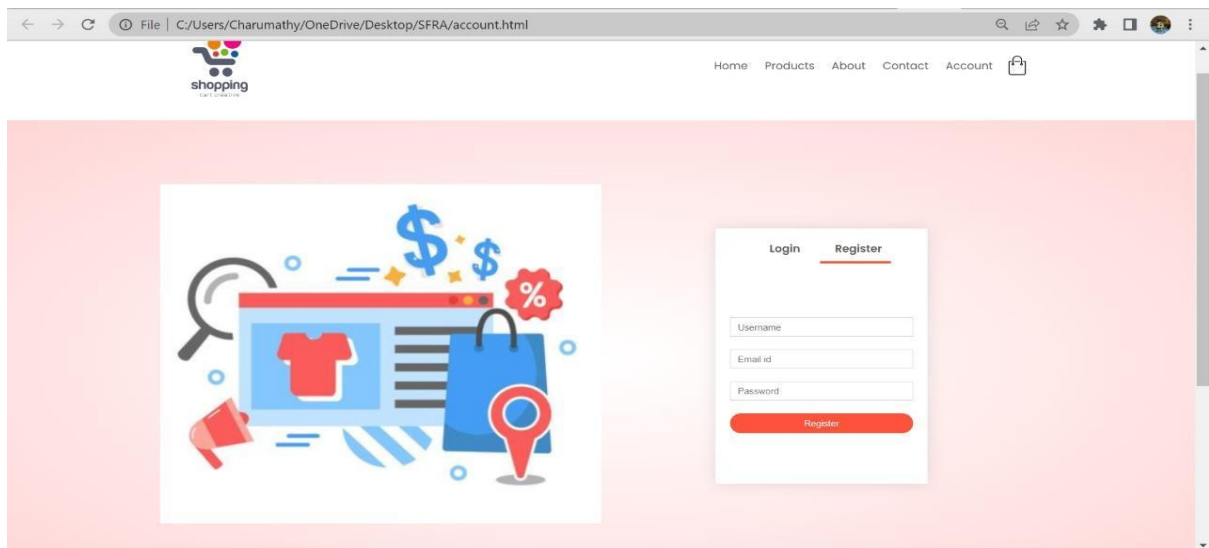 File | C:/Users/Charumathy/OneDrive/Desktop/SFRA/account.html
shopping
Home Products About Contact Account
Login Register
%
Username
Email id
Password
Register